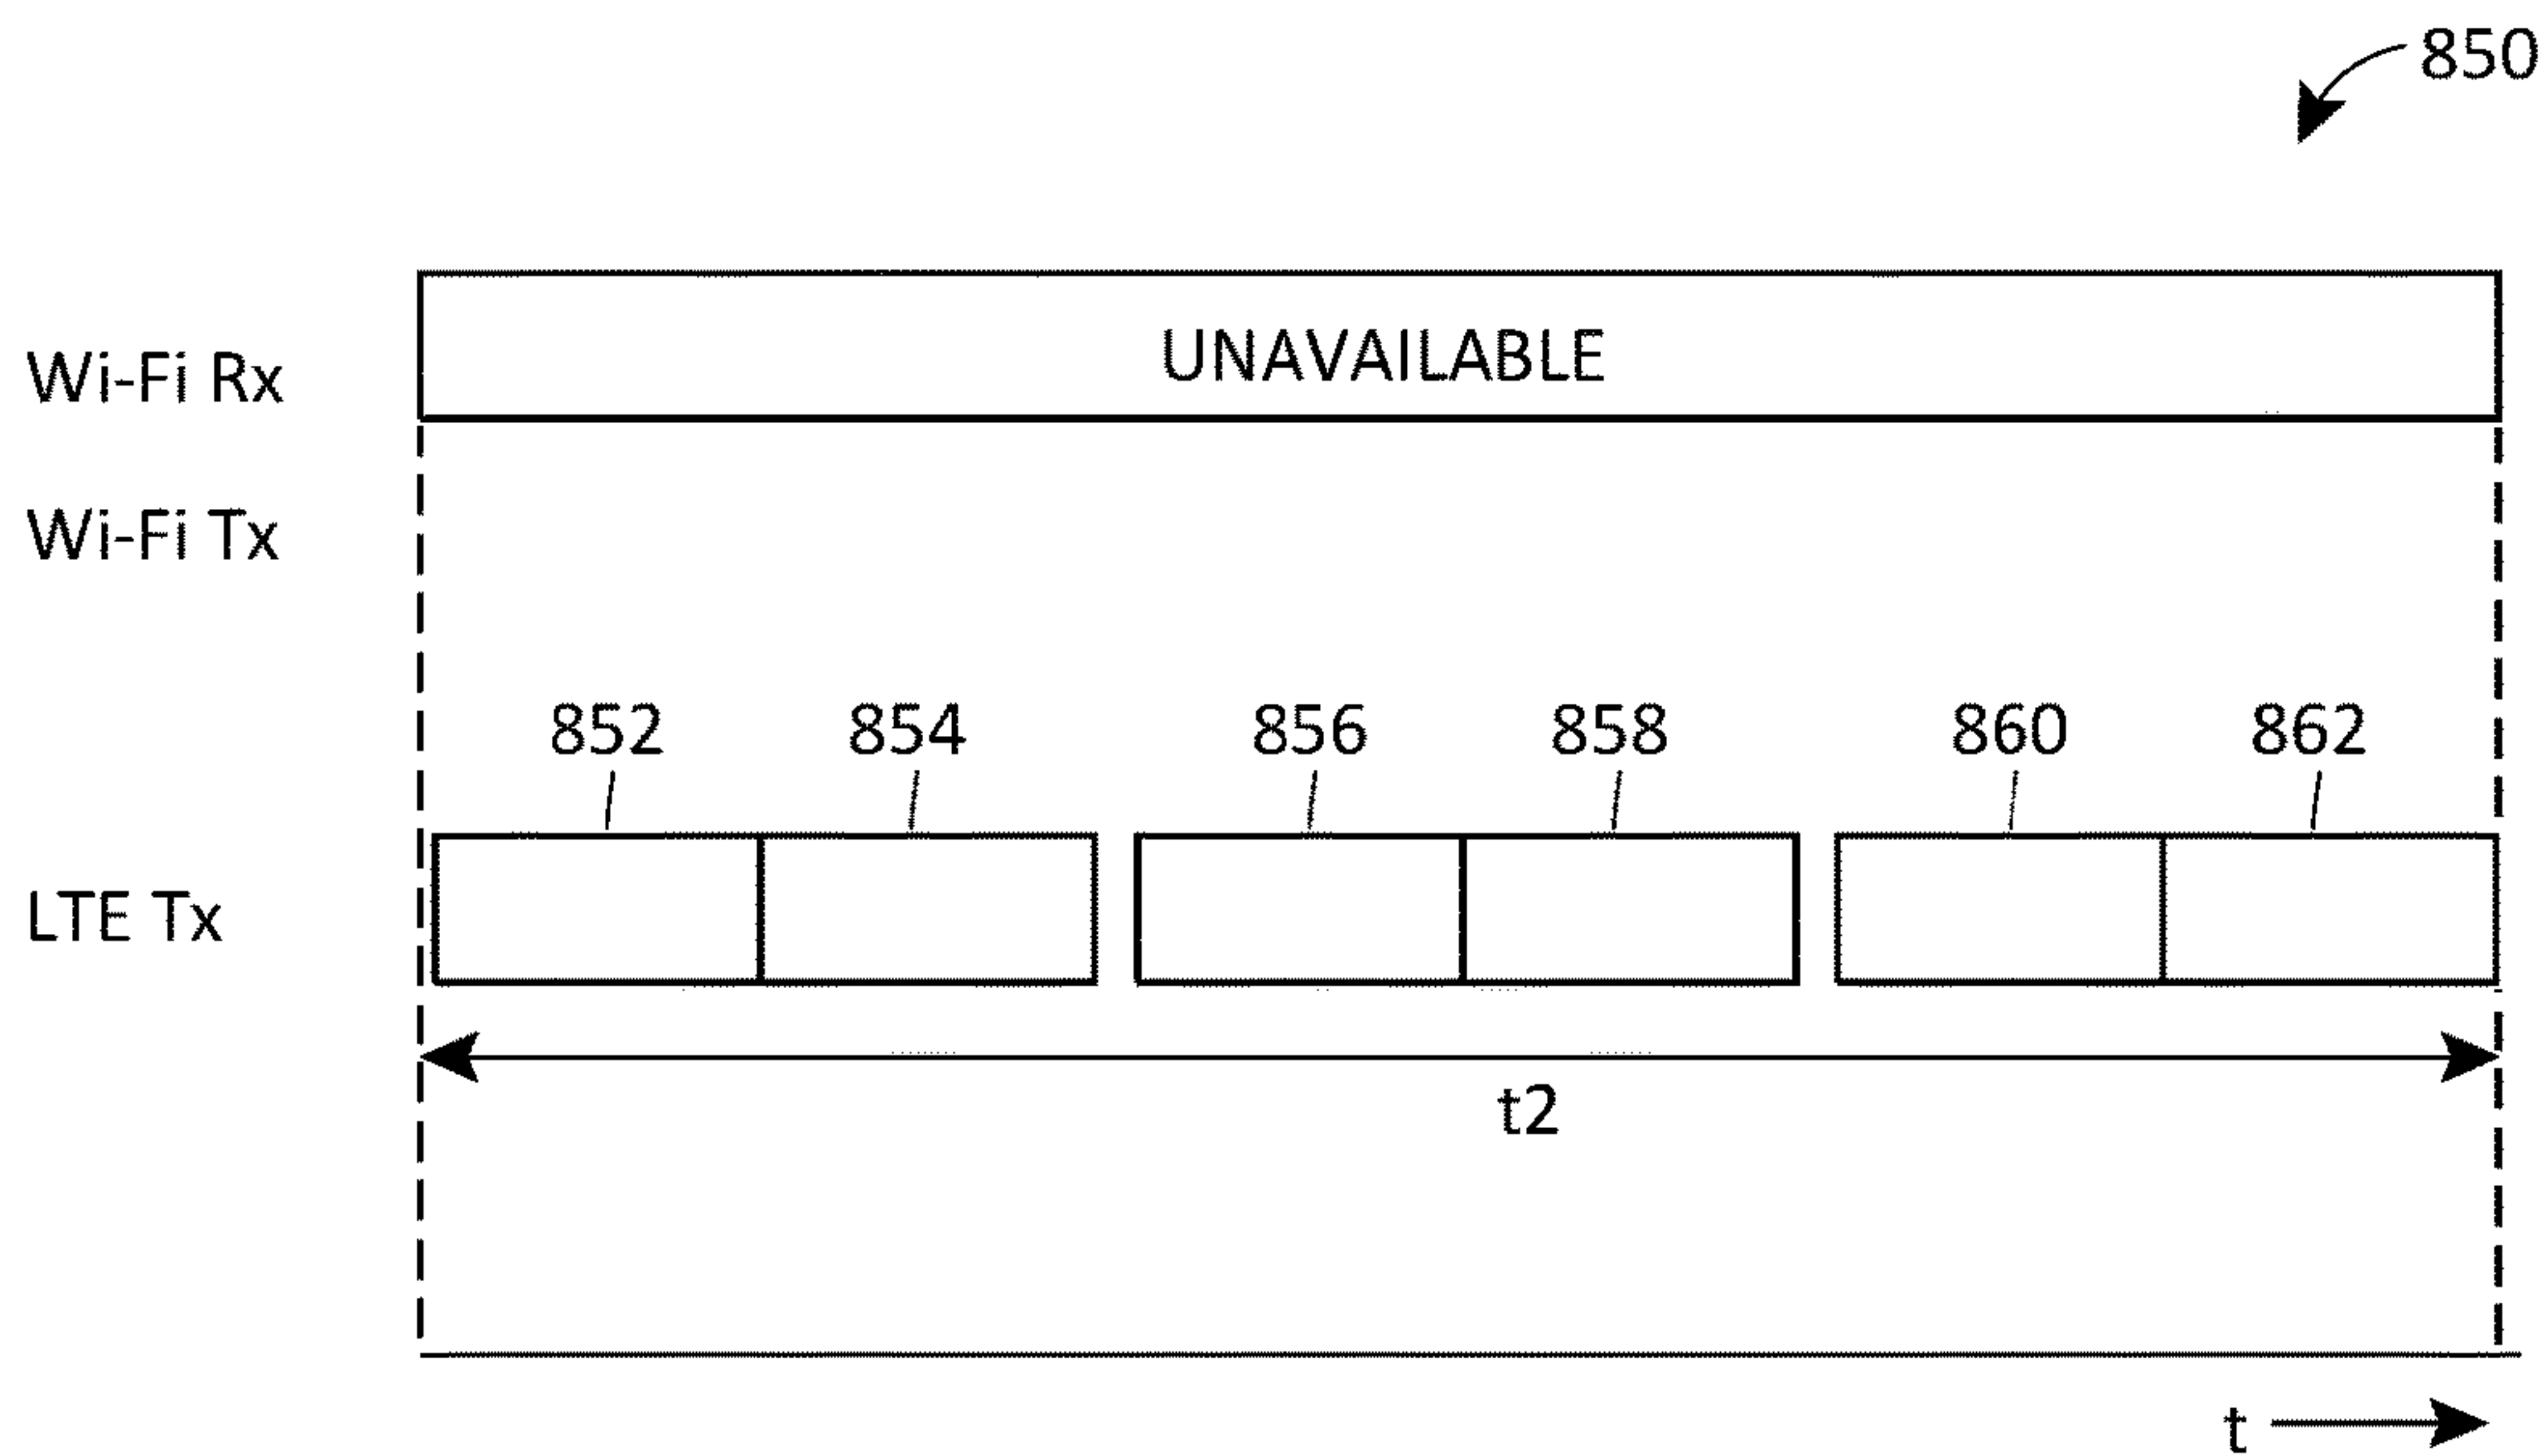 850
UNAVAILABLE
Wi-Fi Rx
Wi-Fi Tx
852 854 856 858 860 862
LTE Tx
t2
t